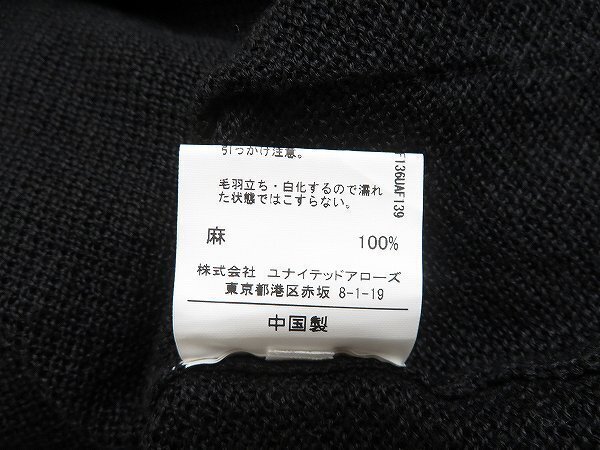 引っかけ注意。
毛羽立ち・白化するので濡れ
た状態ではこすらない。
麻 100%
株式会社 ユナイテッドアローズ
東京都港区赤坂 8-1-19
中国製
F136UAF139